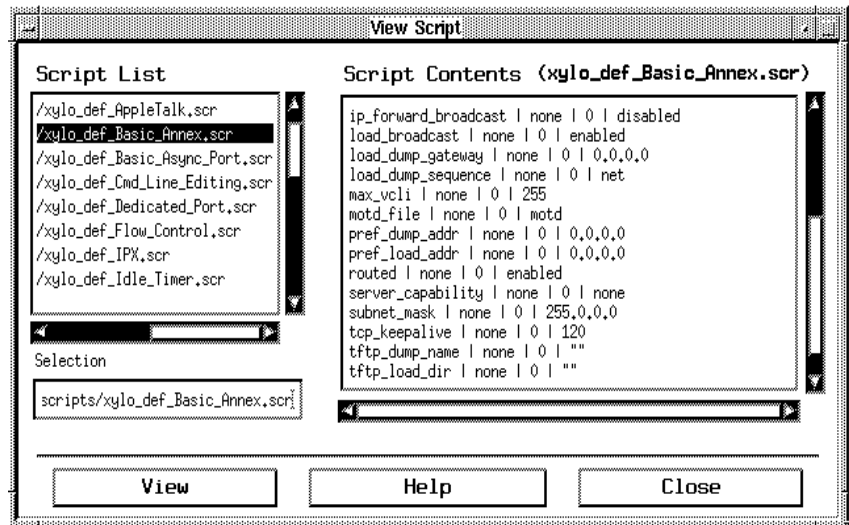 View Script
Script List
/xylo_def_AppleTalk.scr
/xylo_def_Basic_Annex.scr
/xylo_def_Basic_Async_Port.scr
/xylo_def_Cmd_Line_Editing.scr
/xylo_def_Dedicated_Port.scr
/xylo_def_Flow_Control.scr
/xylo_def_IPX.scr
/xylo_def_Idle_Timer.scr
Selection
scripts/xylo_def_Basic_Annex.scr
Script Contents (xylo_def_Basic_Annex.scr)
ip_forward_broadcast | none | 0 | disabled
load_broadcast | none | 0 | enabled
load_dump_gateway | none | 0 | 0.0.0.0
load_dump_sequence | none | 0 | net
max_vcli | none | 0 | 255
motd_file | none | 0 | motd
pref_dump_addr | none | 0 | 0.0.0.0
pref_load_addr | none | 0 | 0.0.0.0
routed | none | 0 | enabled
server_capability | none | 0 | none
subnet_mask | none | 0 | 255.0.0.0
tcp_keepalive | none | 0 | 120
tftp_dump_name | none | 0 | ""
tftp_load_dir | none | 0 | ""
View
Help
Close